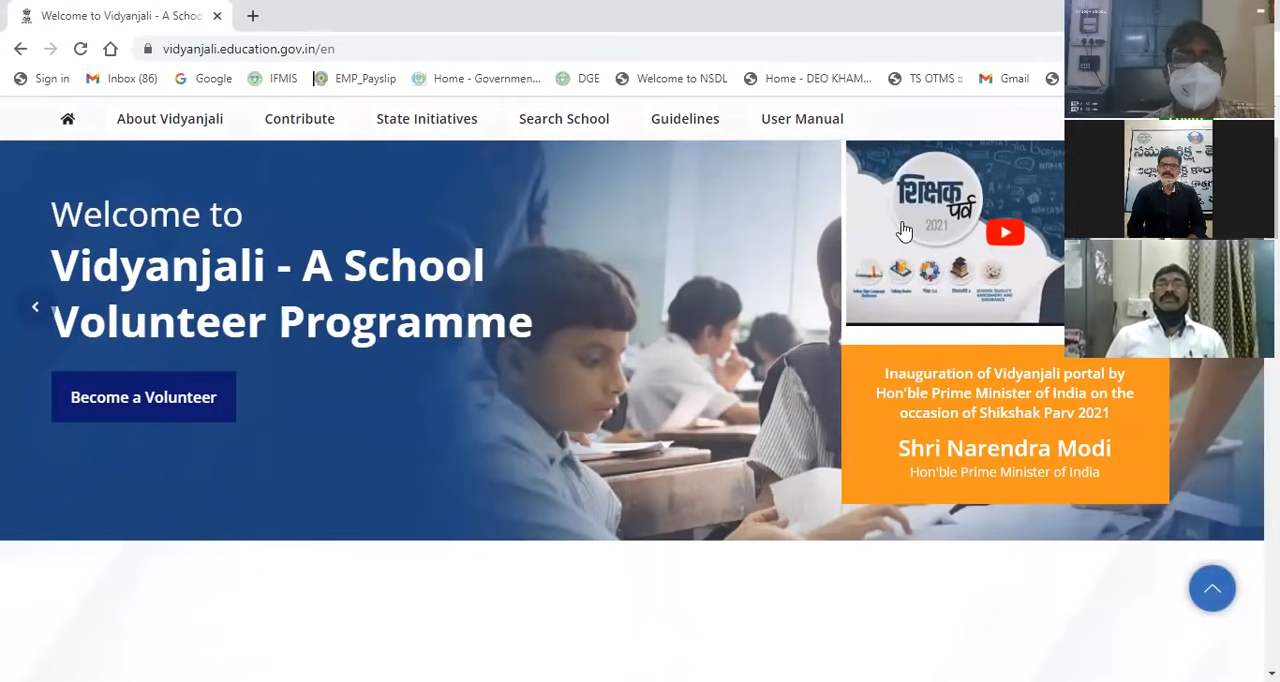 Welcome to Vidyanjali - A Schoo
vidyanjali.education.gov.in/en
Sign in
Inbox (86)
Google
IFMIS
EMP_Payslip
Home - Governmen...
DGE
Welcome to NSDL
Home - DEO KHAM...
TS OTMS ::
Gmail
About Vidyanjali
Contribute
State Initiatives
Search School
Guidelines
User Manual
Welcome to
Vidyanjali - A School
Volunteer Programme
Become a Volunteer
शिक्षक
पर्व
2021
Inauguration of Vidyanjali portal by
Hon'ble Prime Minister of India on the
occasion of Shikshak Parv 2021
Shri Narendra Modi
Hon'ble Prime Minister of India